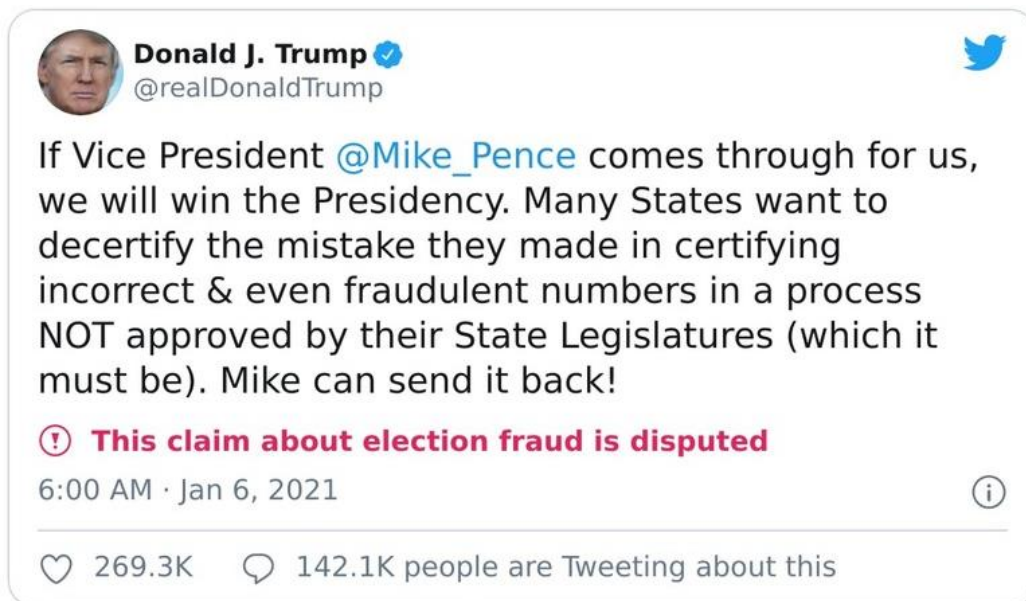 Donald J. Trump
@realDonaldTrump
If Vice President @Mike_Pence comes through for us,
we will win the Presidency. Many States want to
decertify the mistake they made in certifying
incorrect & even fraudulent numbers in a process
NOT approved by their State Legislatures (which it
must be). Mike can send it back!
This claim about election fraud is disputed
6:00 AM · Jan 6, 2021
269.3K 142.1K people are Tweeting about this